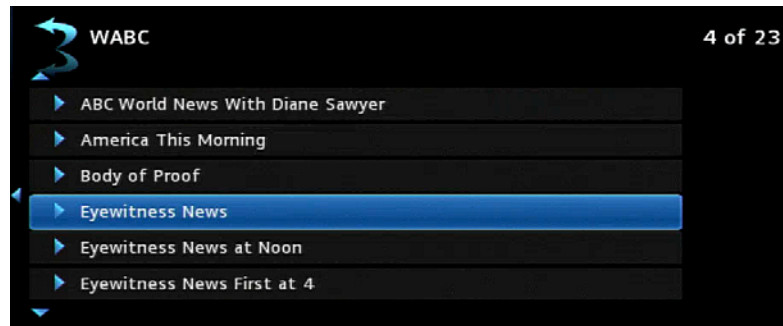 WABC
4 of 23
ABC World News With Diane Sawyer
America This Morning
Body of Proof
Eyewitness News
Eyewitness News at Noon
Eyewitness News First at 4